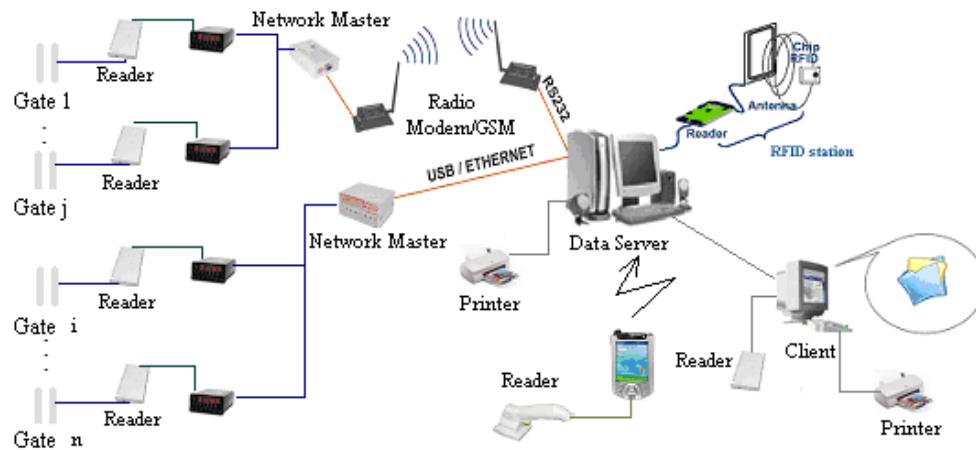 Network Master
Reader
Gate 1
Radio
Modem/GSM
RS232
Chip
RFID
Antenna
Reader
RFID station
Reader
Gate j
USB / ETHERNET
Network Master
Data Server
Reader
Gate i
Printer
Reader
Client
Reader
Reader
Gate n
Printer